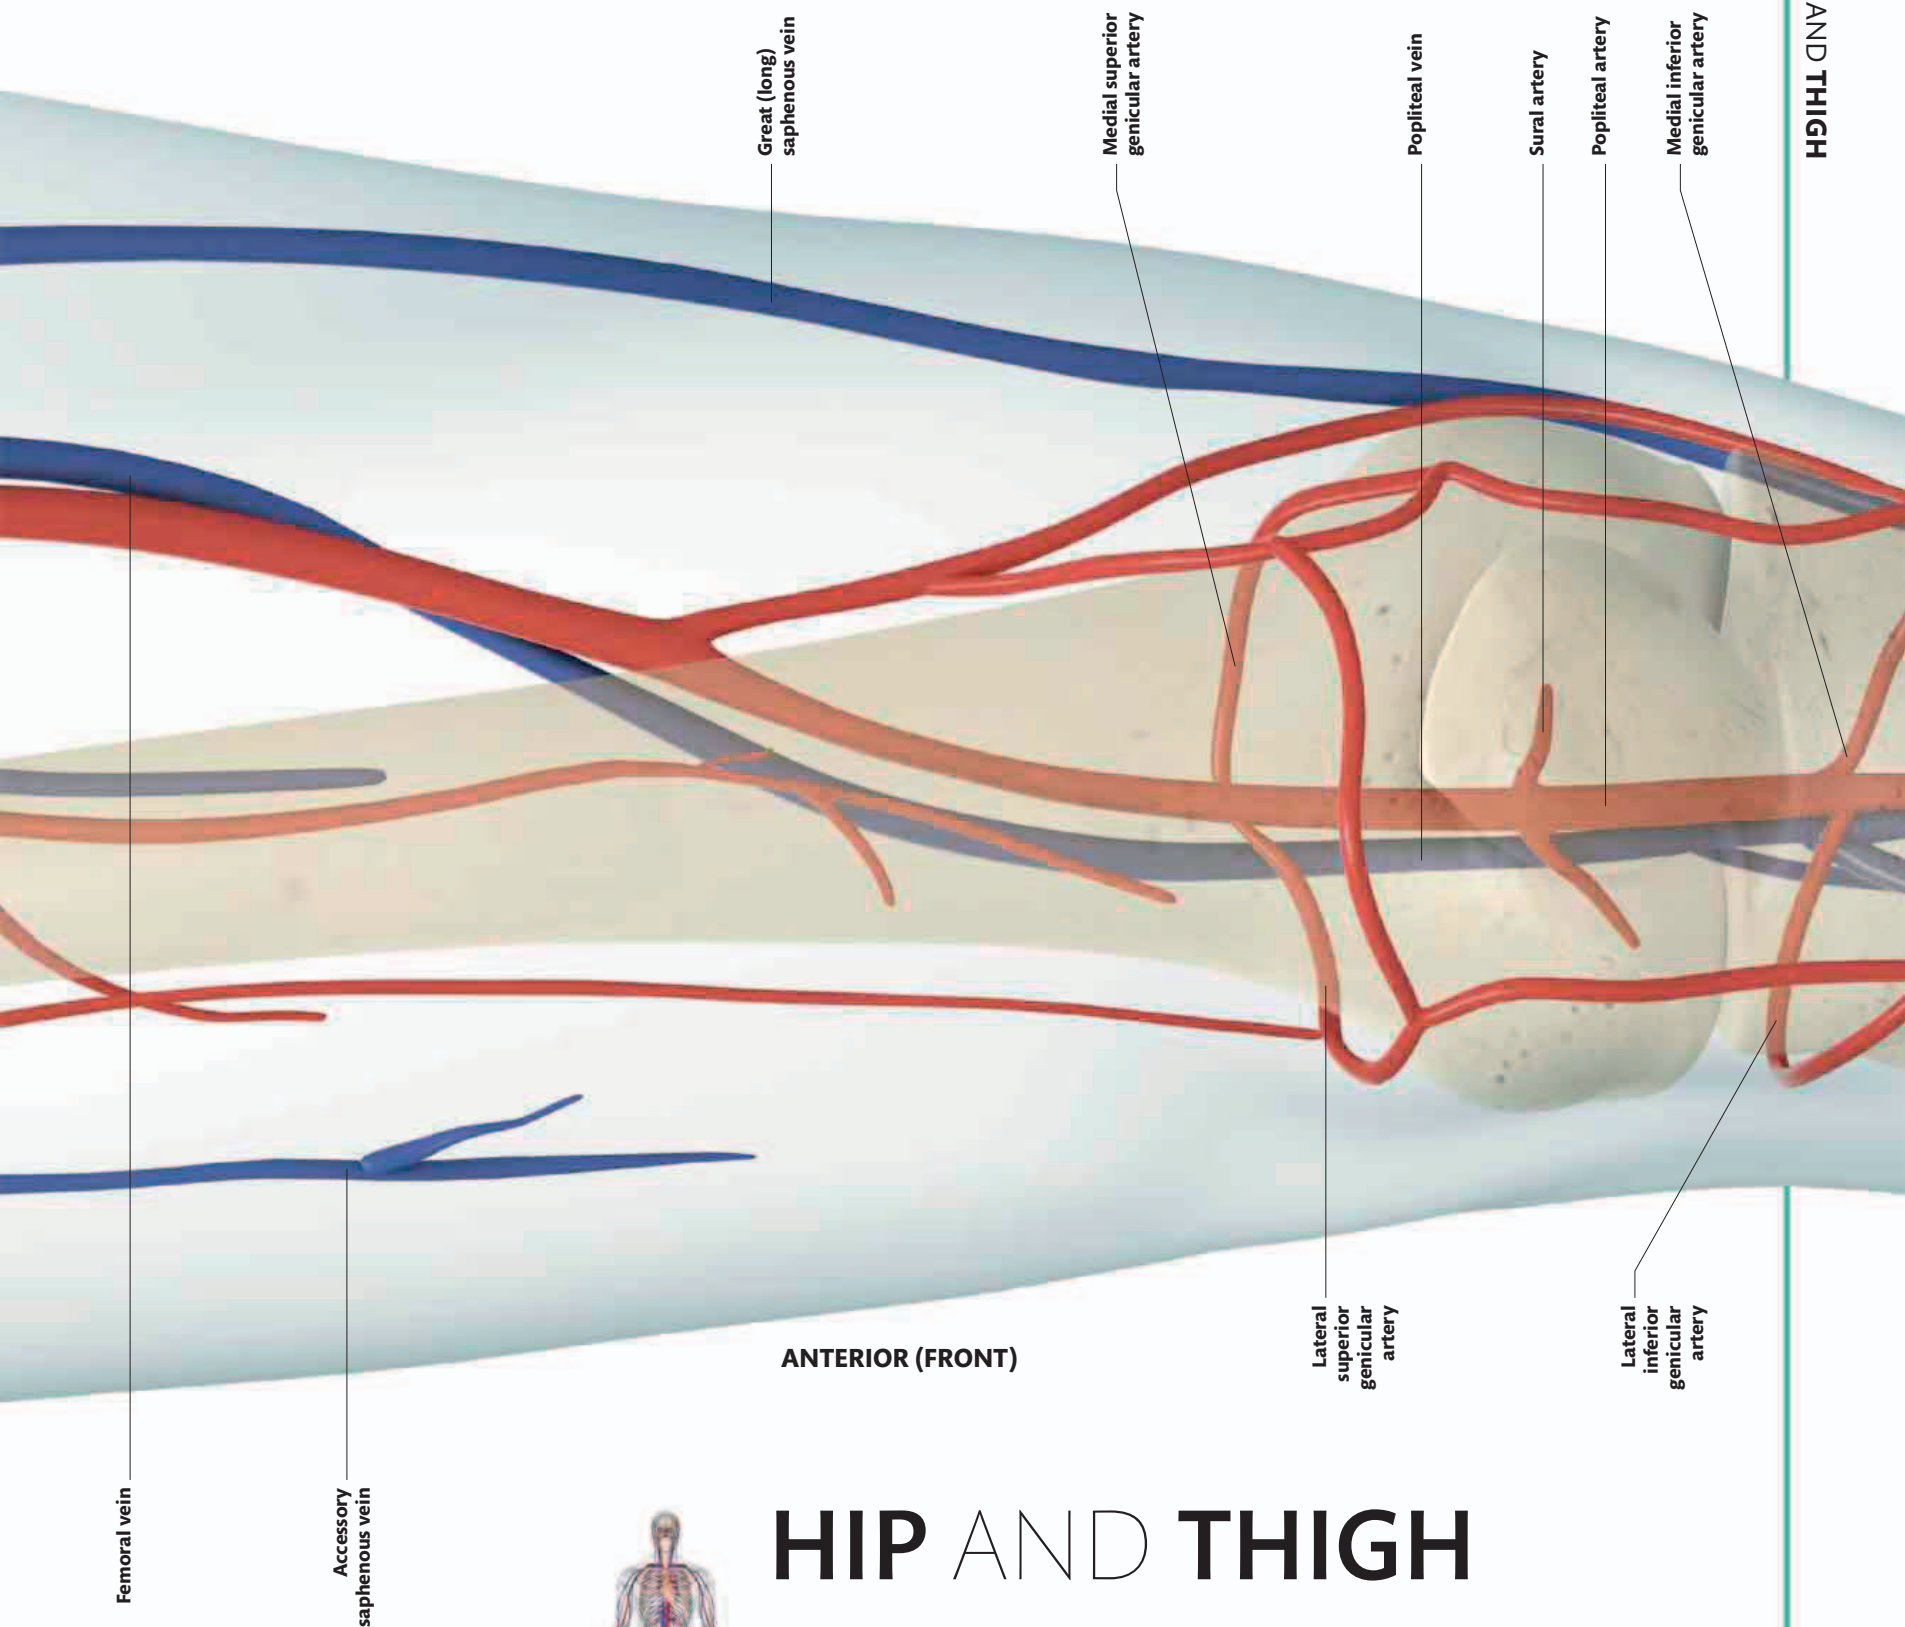 Great (long)
saphenous vein
Medial superior
genicular artery
Popliteal vein
Sural artery
Popliteal artery
Medial inferior
genicular artery
AND THIGH
Lateral
superior
genicular
artery
Lateral
inferior
genicular
artery
ANTERIOR (FRONT)
Femoral vein
Accessory
saphenous vein
HIP AND THIGH